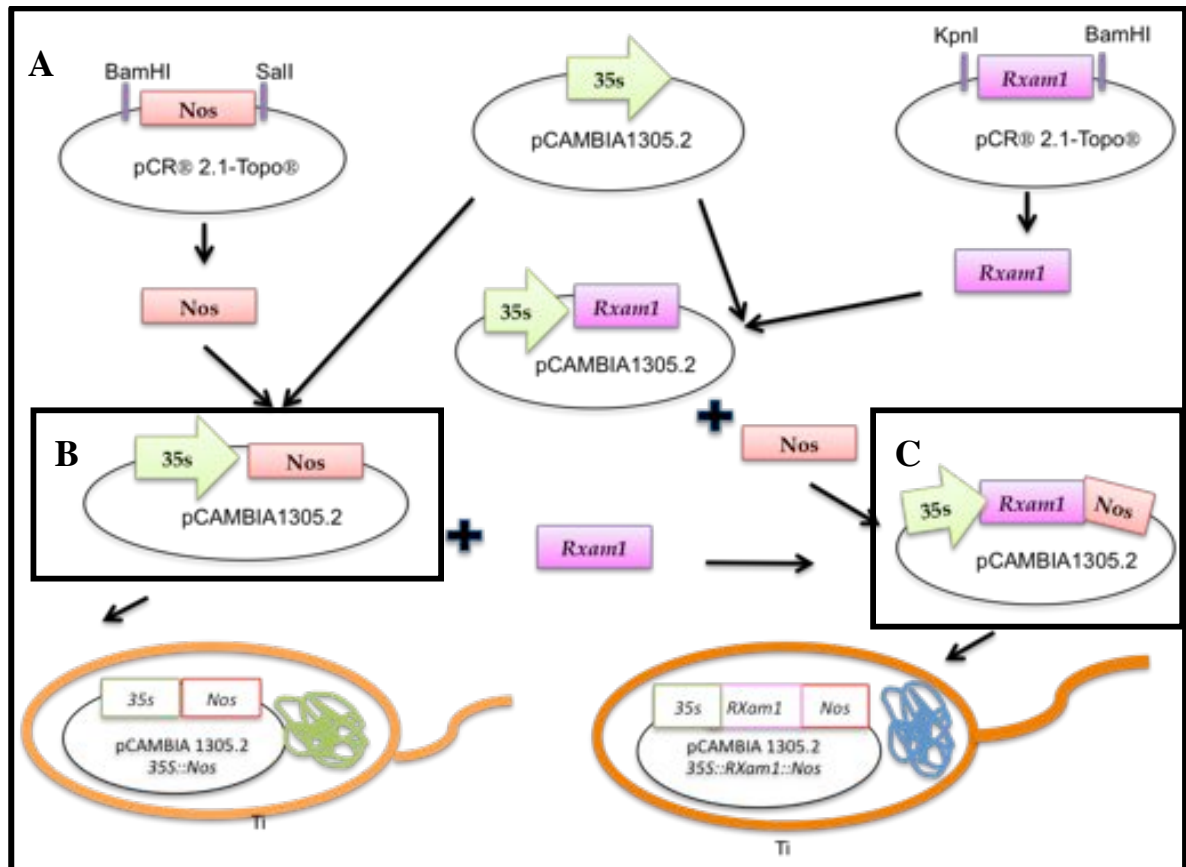 A
BamHI
SalI
Nos
pCR® 2.1-Topo®
35s
pCAMBIA1305.2
KpnI
BamHI
Rxam1
pCR® 2.1-Topo®
Nos
Rxam1
35s
Rxam1
pCAMBIA1305.2
B
35s
Nos
pCAMBIA1305.2
Rxam1
Nos
C
35s
Rxam1
Nos
pCAMBIA1305.2
35s
Nos
pCAMBIA 1305.2
35S::Nos
Ti
35s
RXam1
Nos
pCAMBIA 1305.2
35S::RXam1::Nos
Ti